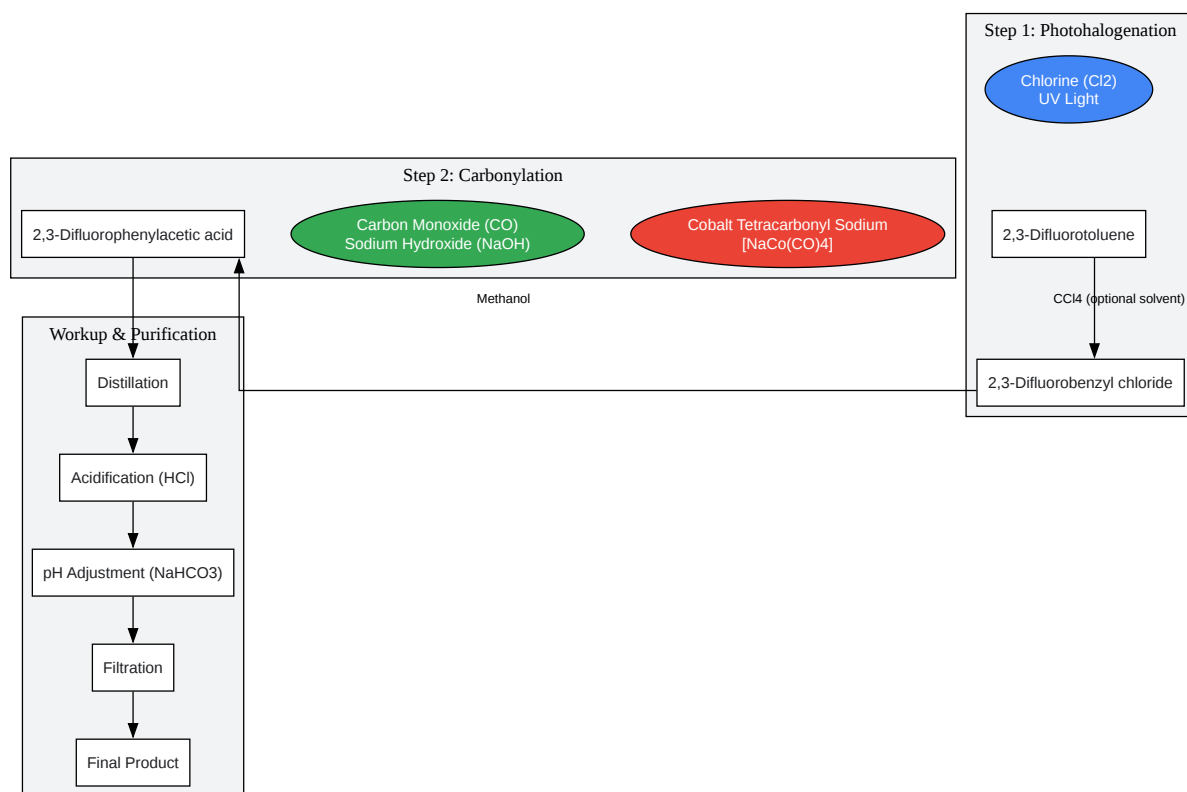 Step 1: Photohalogenation
Chlorine (Cl2)
UV Light
2,3-Difluorotoluene
CCl4 (optional solvent)
2,3-Difluorobenzyl chloride
Step 2: Carbonylation
2,3-Difluorophenylacetic acid
Carbon Monoxide (CO)
Sodium Hydroxide (NaOH)
Cobalt Tetracarbonyl Sodium
[NaCo(CO)4]
Methanol
Workup & Purification
Distillation
Acidification (HCl)
pH Adjustment (NaHCO3)
Filtration
Final Product